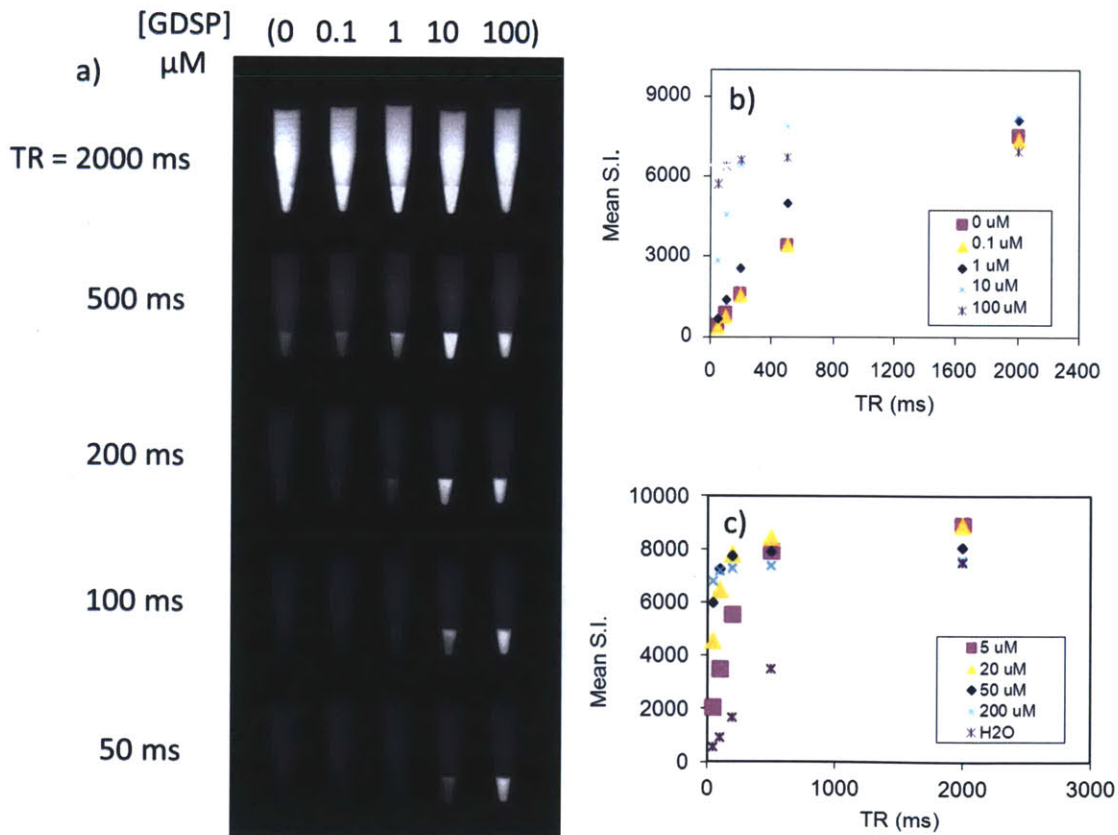 [GDSP] (0 0.1 1 10 100)
µM
a)
TR = 2000 ms
500 ms
200 ms
100 ms
50 ms
b)
9000
6000
3000
0
Mean S.I.
0 uM
0.1 uM
1 uM
10 uM
100 uM
0 400 800 1200 1600 2000 2400
TR (ms)
c)
10000
8000
6000
4000
2000
0
Mean S.I.
5 uM
20 uM
50 uM
200 uM
H2O
0 1000 2000 3000
TR (ms)